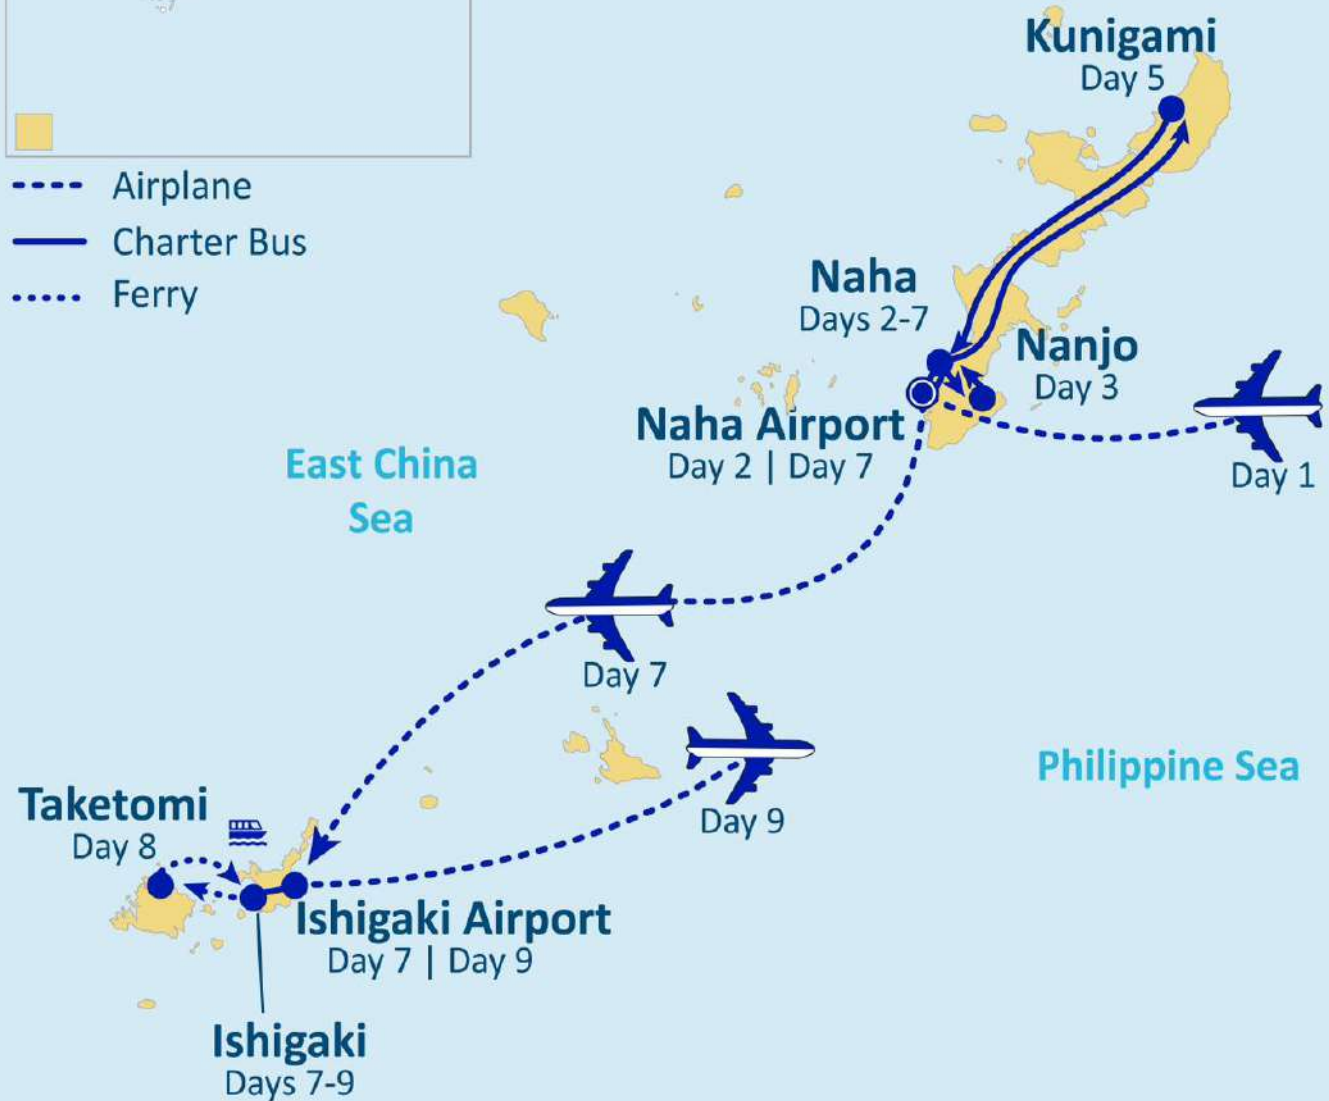 Airplane
Charter Bus
Ferry
Kunigami
Day 5
Naha
Days 2-7
Nanjo
Day 3
Naha Airport
Day 2 | Day 7
Day 1
East China
Sea
Day 7
Day 9
Philippine Sea
Taketomi
Day 8
Ishigaki Airport
Day 7 | Day 9
Ishigaki
Days 7-9